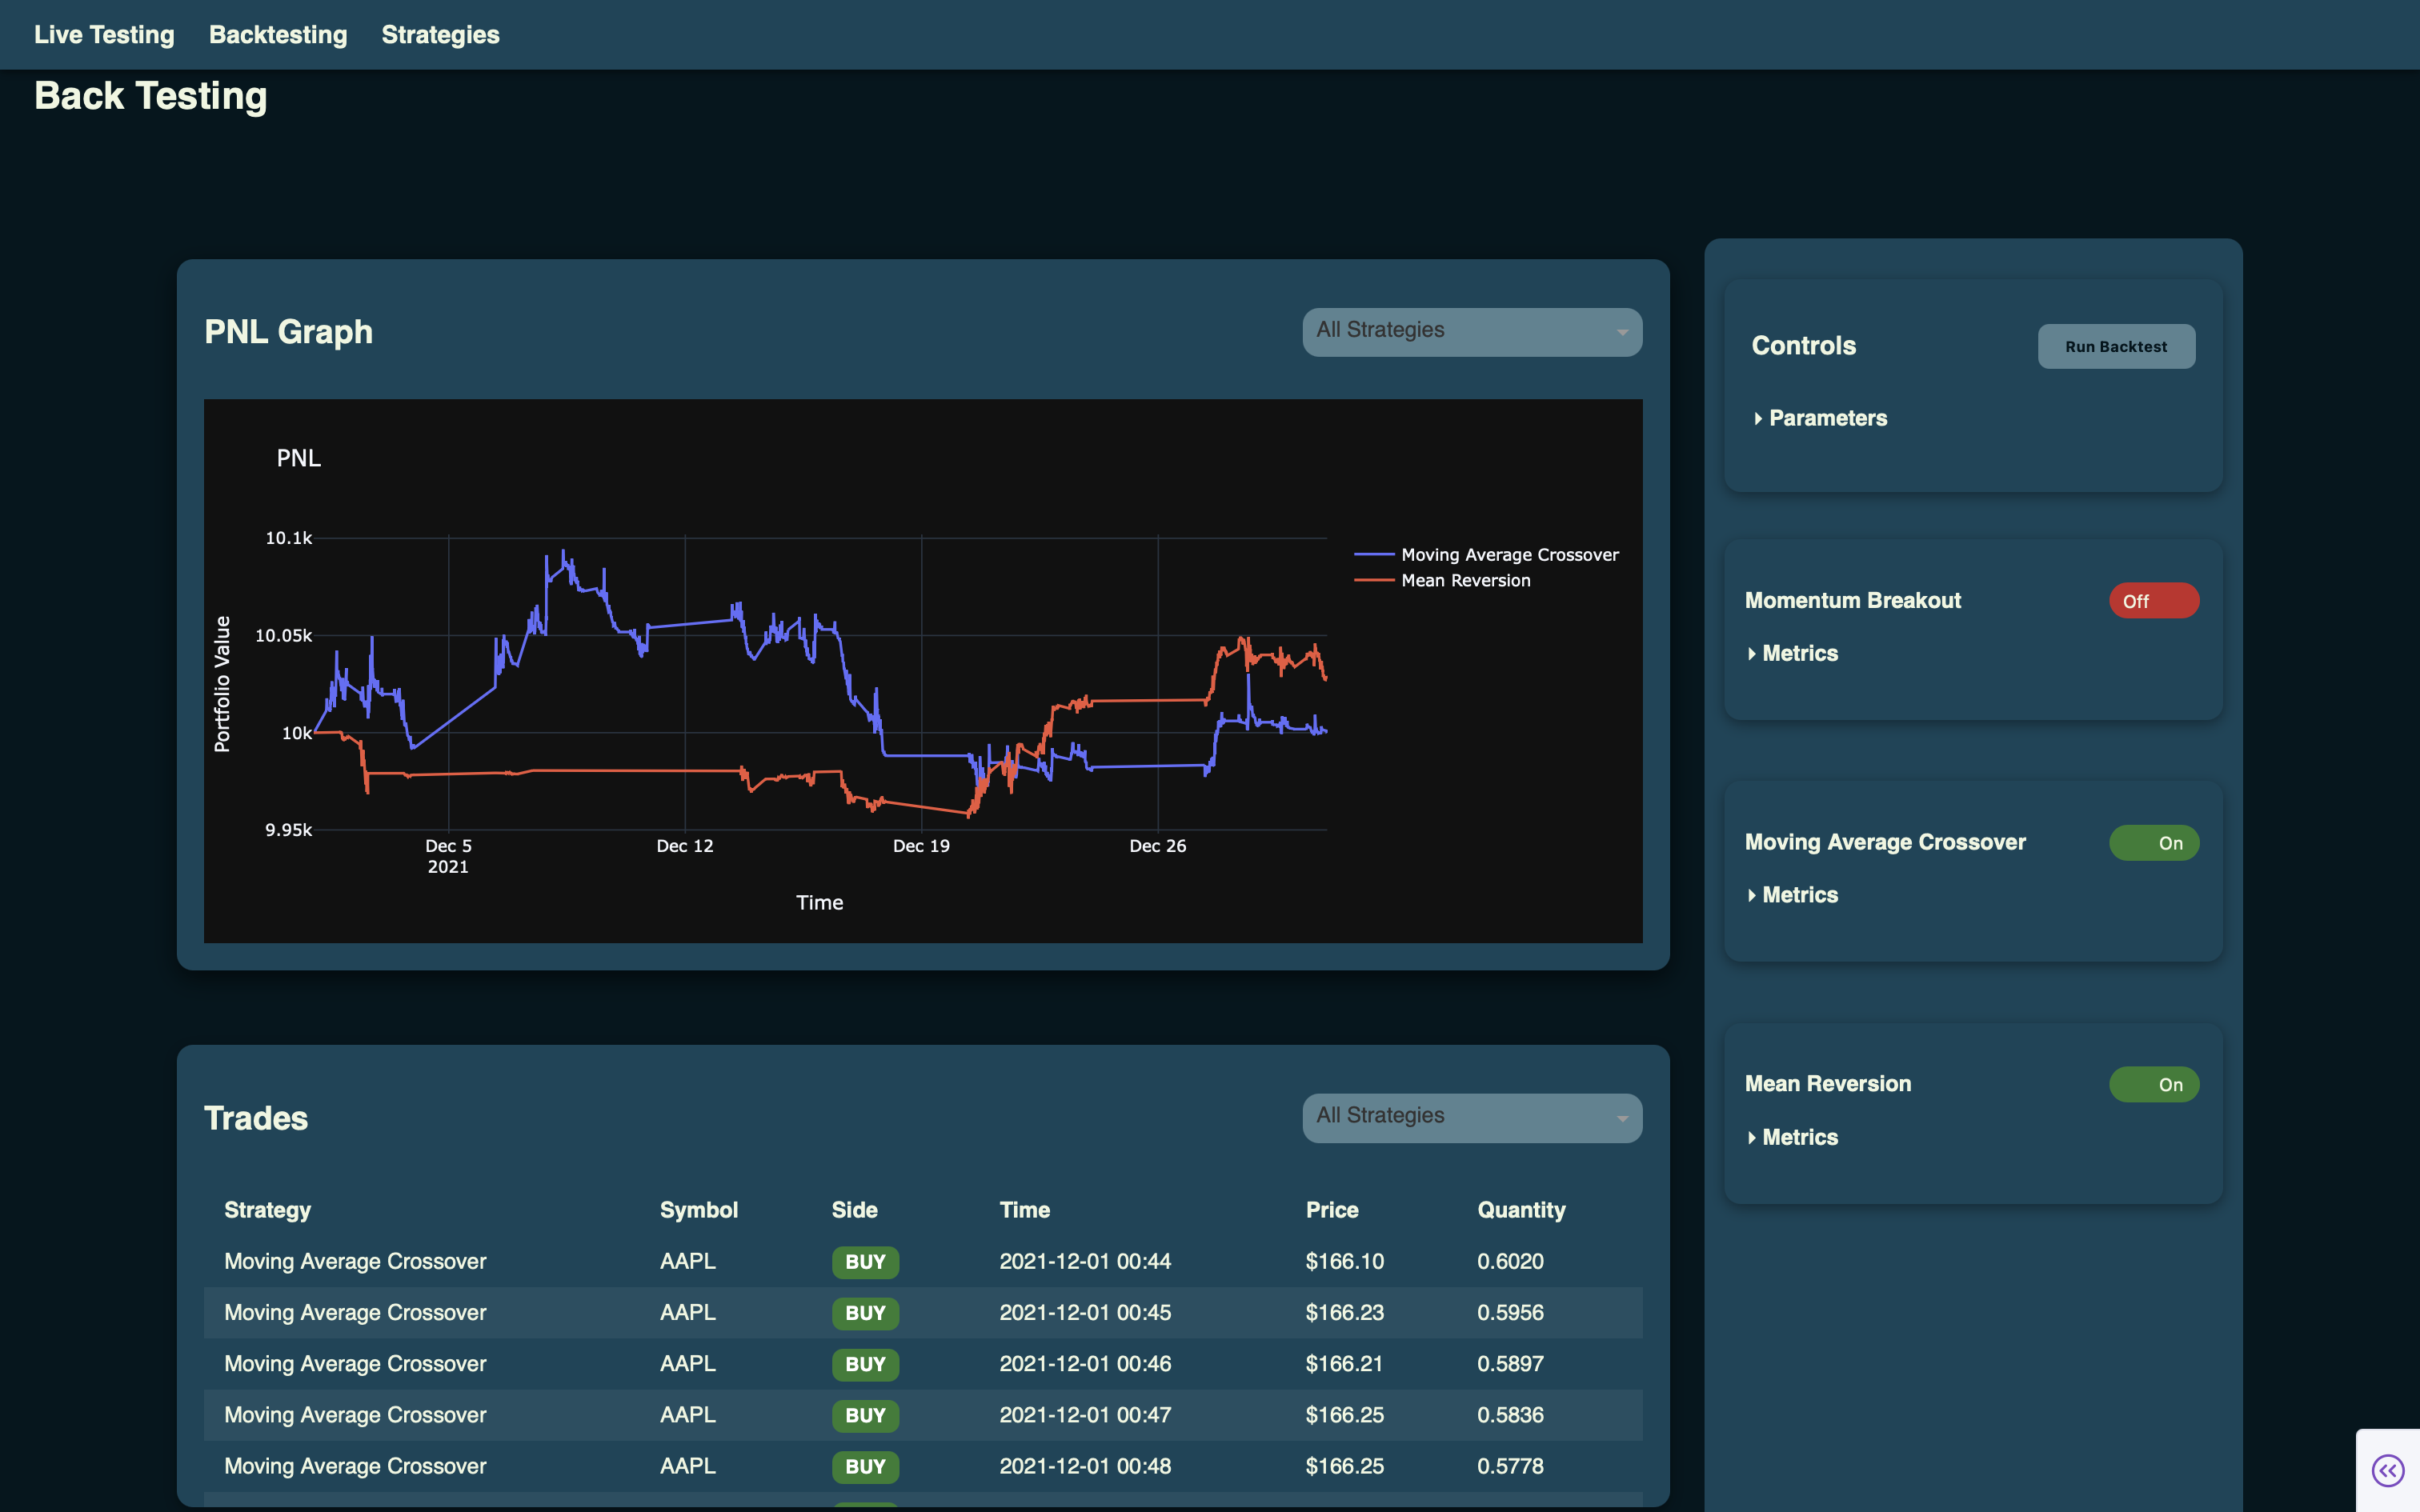 Live Testing Backtesting Strategies
Back Testing
PNL Graph All Strategies
PNL
10.1k
10.05k
10k
9.95k
Portfolio Value
Dec 5 Dec 12 Dec 19 Dec 26
2021
Time
Moving Average Crossover
Mean Reversion
Trades All Strategies
Strategy Symbol Side Time Price Quantity
Moving Average Crossover AAPL BUY 2021-12-01 00:44 $166.10 0.6020
Moving Average Crossover AAPL BUY 2021-12-01 00:45 $166.23 0.5956
Moving Average Crossover AAPL BUY 2021-12-01 00:46 $166.21 0.5897
Moving Average Crossover AAPL BUY 2021-12-01 00:47 $166.25 0.5836
Moving Average Crossover AAPL BUY 2021-12-01 00:48 $166.25 0.5778
Controls Run Backtest
Parameters
Momentum Breakout Off
Metrics
Moving Average Crossover On
Metrics
Mean Reversion On
Metrics